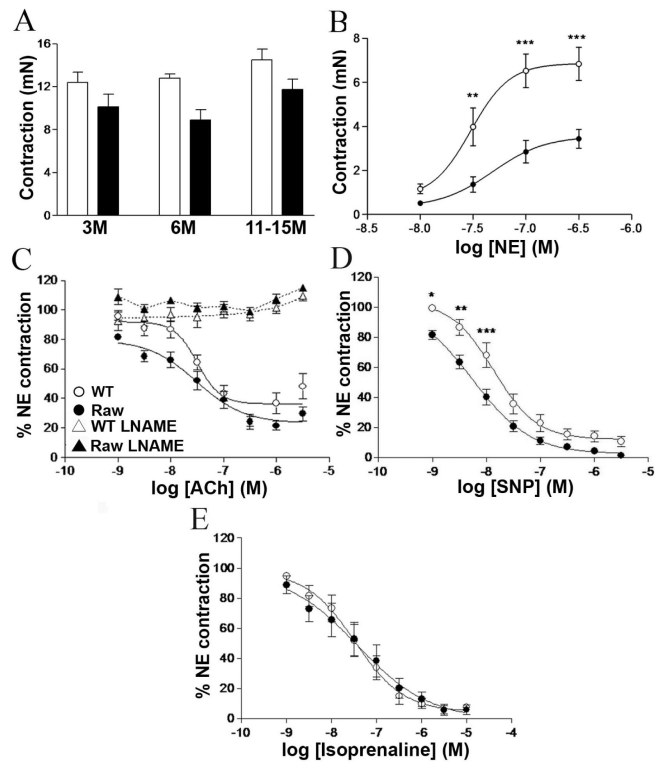 A
Contraction (mN)
16
12
8
4
0
3M
6M
11-15M
B
Contraction (mN)
8
6
4
2
0
**
***
***
-8.5
-8.0
-7.5
-7.0
-6.5
-6.0
log [NE] (M)
C
% NE contraction
120
100
80
60
40
20
0
WT
Raw
WT LNAME
Raw LNAME
-10
-9
-8
-7
-6
-5
log [ACh] (M)
D
% NE contraction
100
80
60
40
20
0
*
**
***
-10
-9
-8
-7
-6
-5
log [SNP] (M)
E
% NE contraction
100
80
60
40
20
0
-10
-9
-8
-7
-6
-5
-4
log [Isoprenaline] (M)